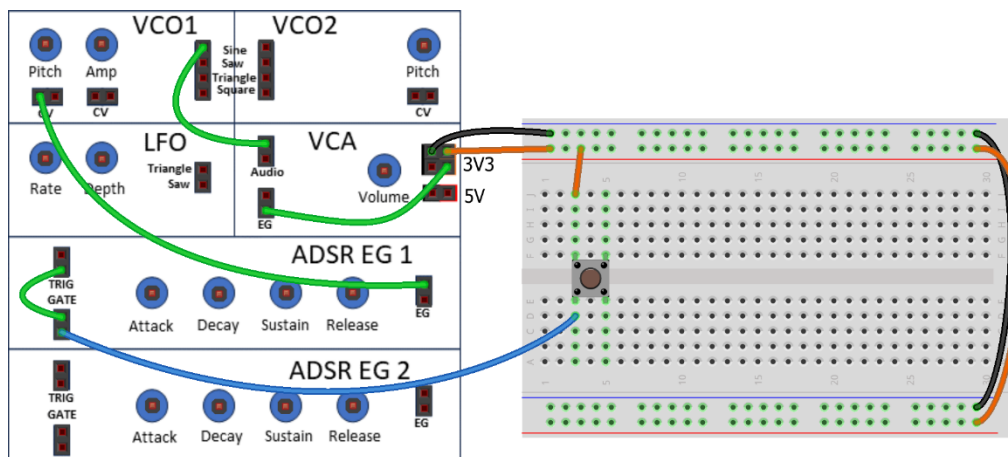 VCO1
VCO2
Pitch
Amp
Sine
Saw
Triangle
Square
Pitch
CV
CV
CV
LFO
VCA
Rate
Depth
Triangle
Saw
Audio
Volume
3V3
5V
EG
ADSR EG 1
TRIG
GATE
Attack
Decay
Sustain
Release
EG
ADSR EG 2
TRIG
GATE
Attack
Decay
Sustain
Release
EG
1
5
10
15
20
25
30
J
I
H
G
F
E
D
C
B
A
1
5
10
15
20
25
30